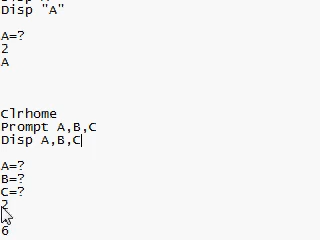 Disp "A"
A=?
2
A
Clrhome
Prompt A,B,C
Disp A,B,C
A=?
B=?
C=?
2
6